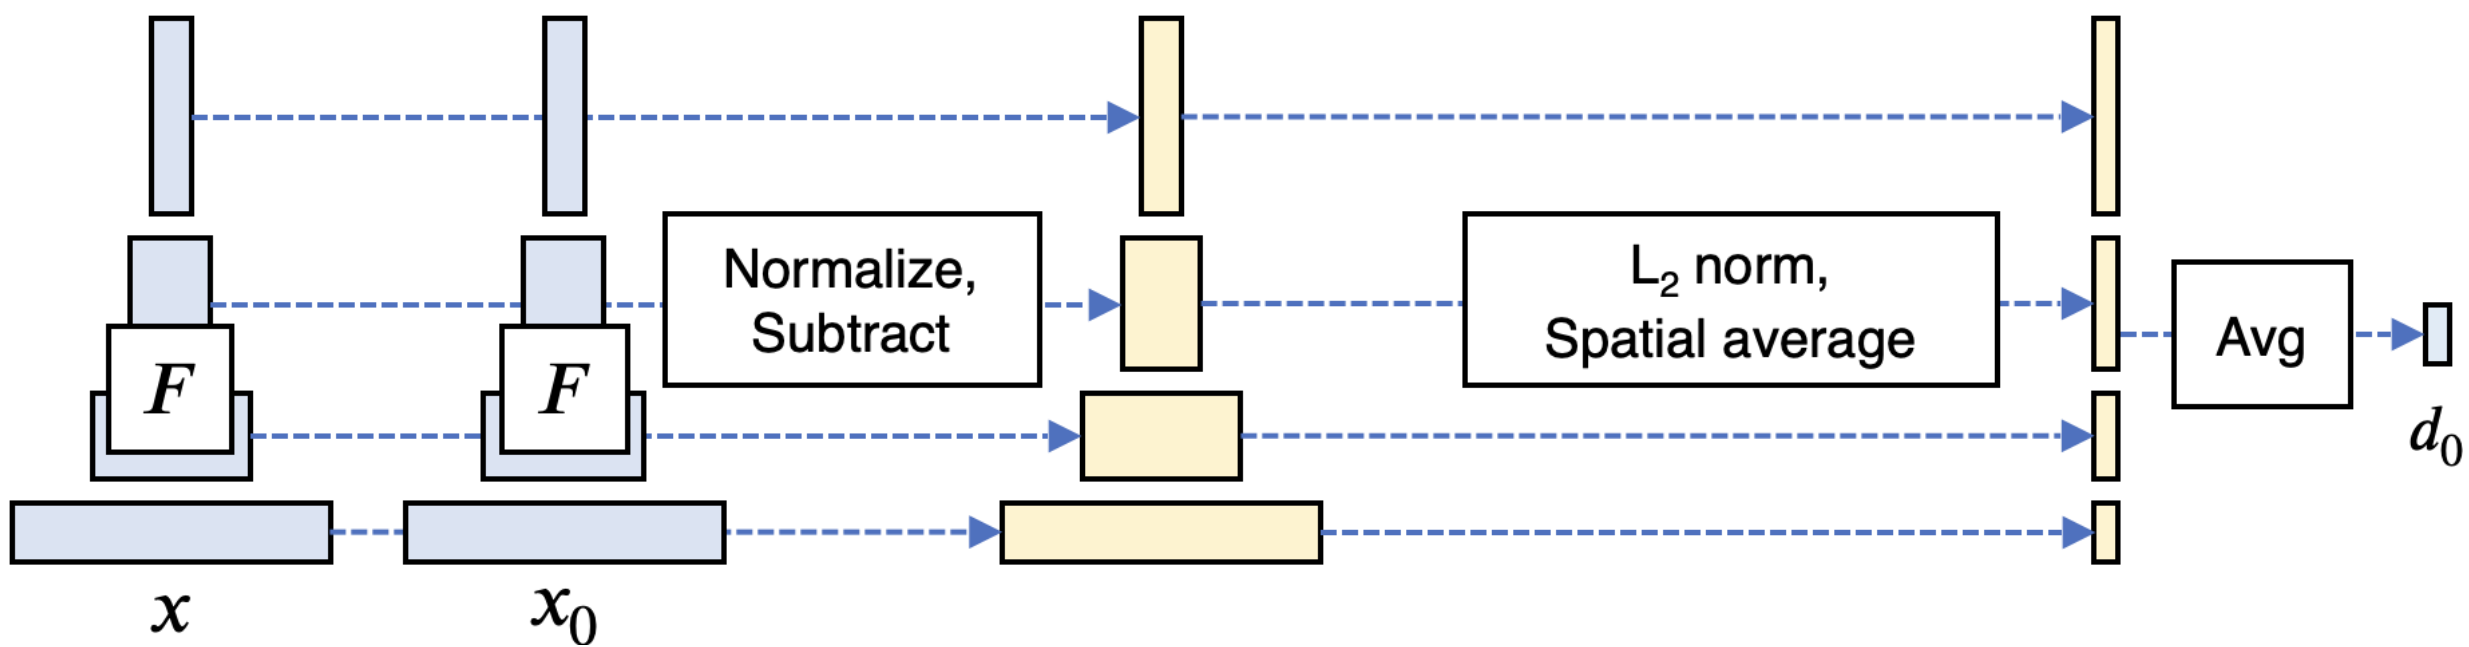 F
F
Normalize,
Subtract
L₂ norm,
Spatial average
Avg
d₀
x
x₀